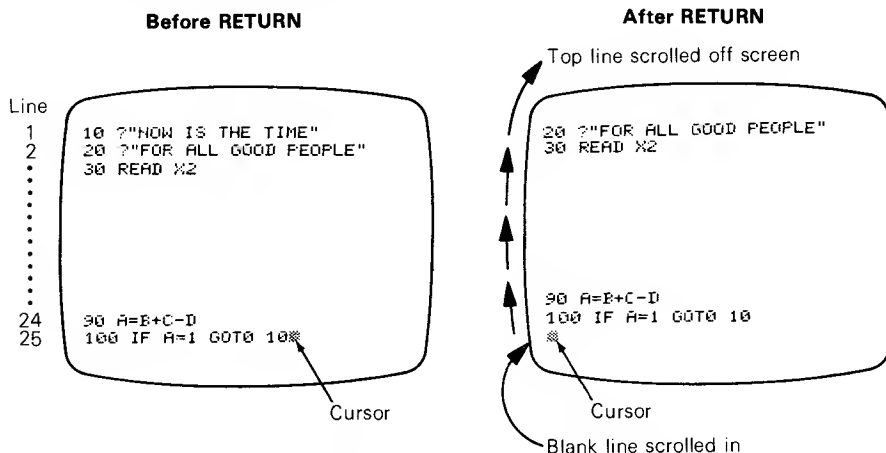 Before RETURN
Line
1 10 ?"NOW IS THE TIME"
2 20 ?"FOR ALL GOOD PEOPLE"
30 READ X2
24 90 A=B+C-D
25 100 IF A=1 GOT0 10
Cursor
After RETURN
Top line scrolled off screen
20 ?"FOR ALL GOOD PEOPLE"
30 READ X2
90 A=B+C-D
100 IF A=1 GOT0 10
Cursor
Blank line scrolled in